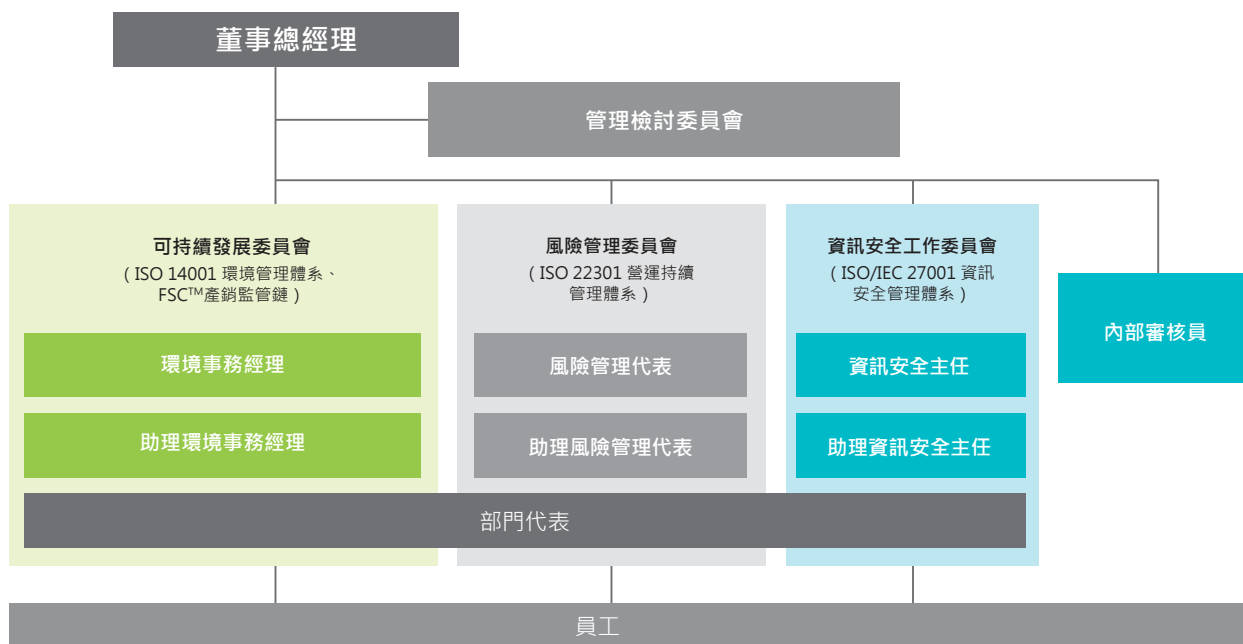 董事總經理
管理檢討委員會
可持續發展委員會
（ISO 14001 環境管理體系、
FSC™產銷監管鏈）
環境事務經理
助理環境事務經理
風險管理委員會
（ISO 22301 營運持續
管理體系）
風險管理代表
助理風險管理代表
資訊安全工作委員會
（ISO/IEC 27001 資訊
安全管理體系）
資訊安全主任
助理資訊安全主任
內部審核員
部門代表
員工